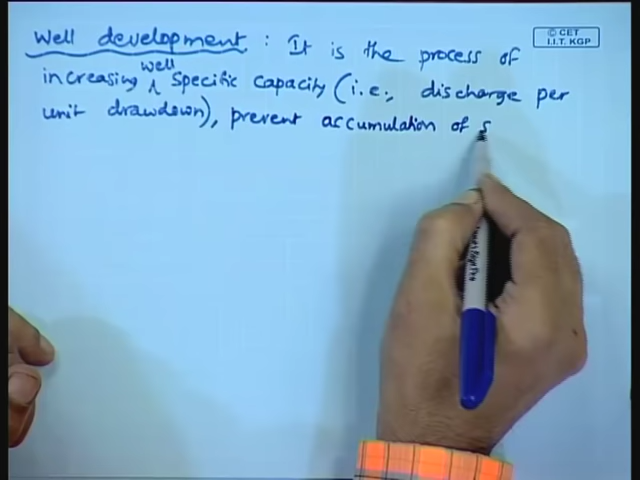 Well development : It is the process of
increasing well specific capacity (i.e., discharge per
unit drawdown), prevent accumulation of s
© CET
I.I.T. KGP